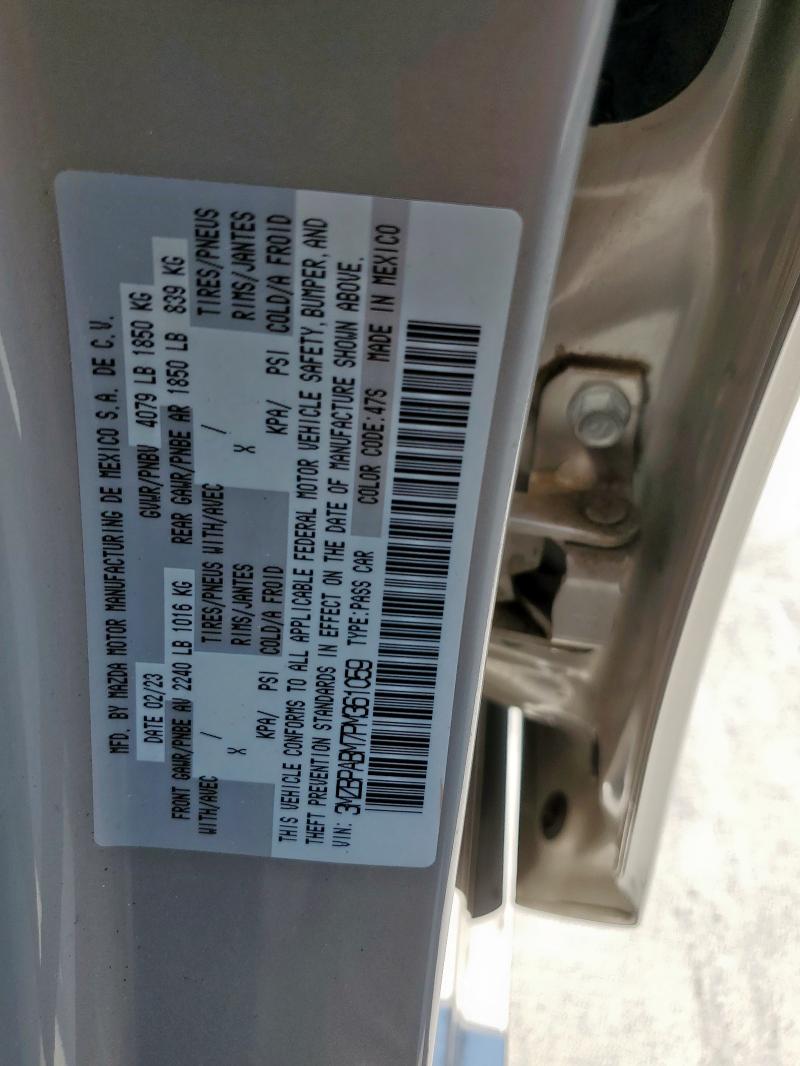 MFD. BY MAZDA MOTOR MANUFACTURING DE MEXICO S.A. DE C.V.
DATE 02/23 GVWR/PNBV 4079 LB 1850 KG
FRONT GAWR/PNBE AV 2240 LB 1016 KG REAR GAWR/PNBE AR 1850 LB 839 KG
WITH/AVEC / TIRES/PNEUS WITH/AVEC / TIRES/PNEUS
X RIMS/JANTES X RIMS/JANTES
KPA/ PSI COLD/A FROID KPA/ PSI COLD/A FROID
THIS VEHICLE CONFORMS TO ALL APPLICABLE FEDERAL MOTOR VEHICLE SAFETY, BUMPER, AND
THEFT PREVENTION STANDARDS IN EFFECT ON THE DATE OF MANUFACTURE SHOWN ABOVE.
VIN: 3MZBPABM7PM361059 TYPE:PASS CAR COLOR CODE:47S MADE IN MEXICO